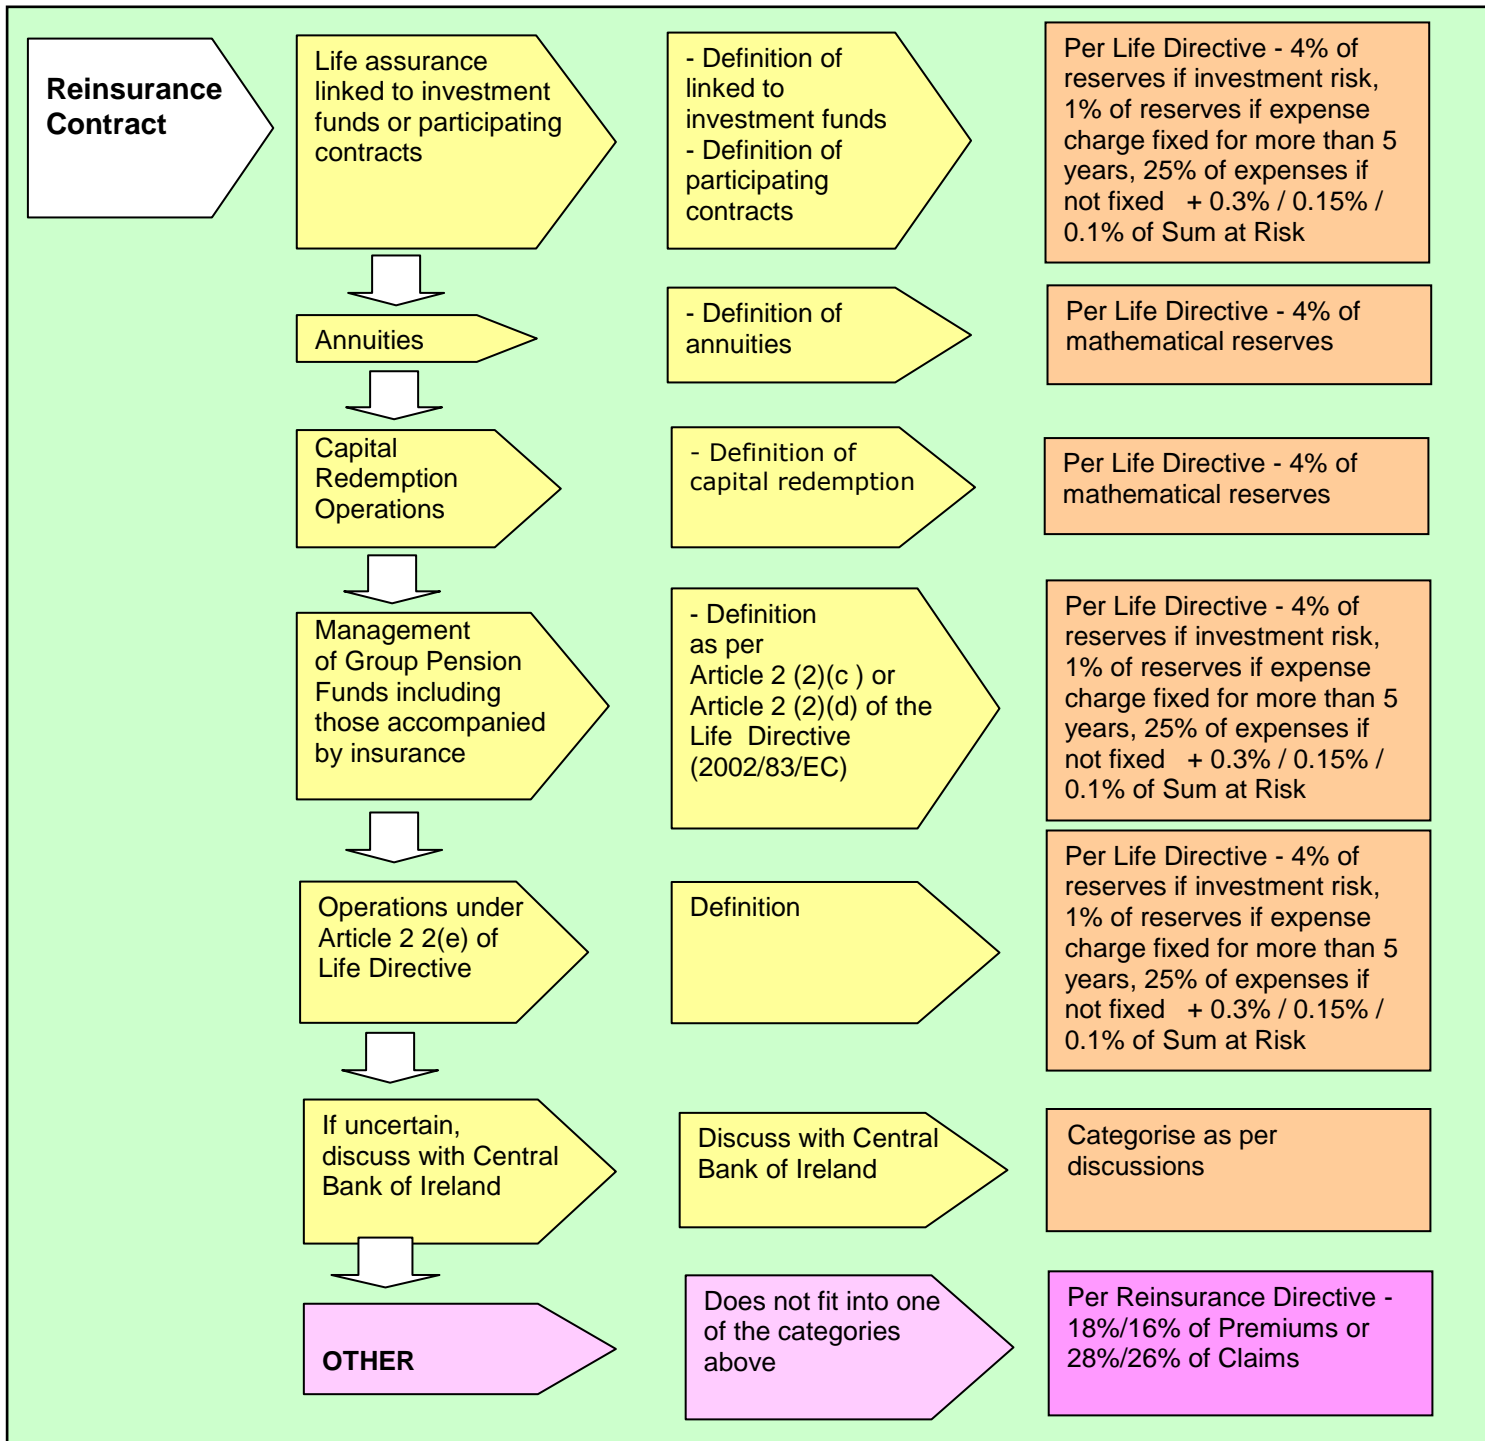 Reinsurance
Contract
Life assurance
linked to investment
funds or participating
contracts
- Definition of
linked to
investment funds
- Definition of
participating
contracts
Per Life Directive - 4% of
reserves if investment risk,
1% of reserves if expense
charge fixed for more than 5
years, 25% of expenses if
not fixed   + 0.3% / 0.15% /
0.1% of Sum at Risk
Annuities
- Definition of
annuities
Per Life Directive - 4% of
mathematical reserves
Capital
Redemption
Operations
- Definition of
capital redemption
Per Life Directive - 4% of
mathematical reserves
Management
of Group Pension
Funds including
those accompanied
by insurance
- Definition
as per
Article 2 (2)(c ) or
Article 2 (2)(d) of the
Life  Directive
(2002/83/EC)
Per Life Directive - 4% of
reserves if investment risk,
1% of reserves if expense
charge fixed for more than 5
years, 25% of expenses if
not fixed   + 0.3% / 0.15% /
0.1% of Sum at Risk
Operations under
Article 2 2(e) of
Life Directive
Definition
Per Life Directive - 4% of
reserves if investment risk,
1% of reserves if expense
charge fixed for more than 5
years, 25% of expenses if
not fixed   + 0.3% / 0.15% /
0.1% of Sum at Risk
If uncertain,
discuss with Central
Bank of Ireland
Discuss with Central
Bank of Ireland
Categorise as per
discussions
OTHER
Does not fit into one
of the categories
above
Per Reinsurance Directive -
18%/16% of Premiums or
28%/26% of Claims